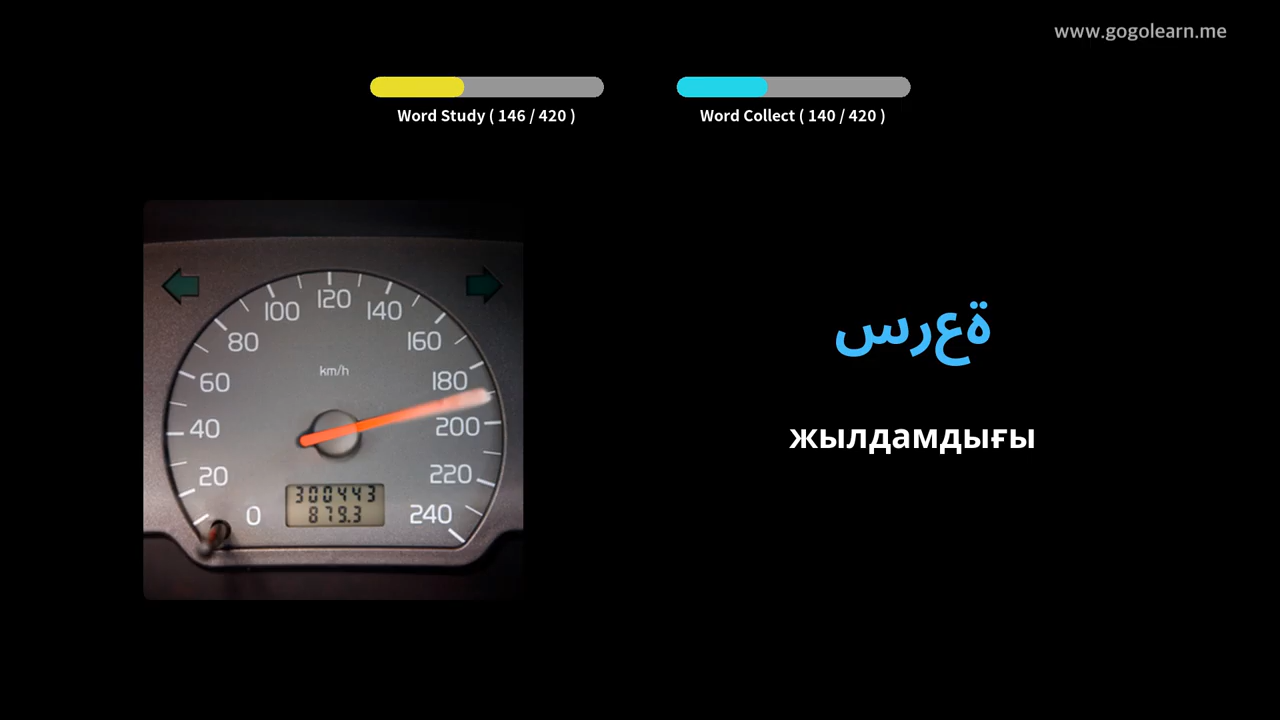 www.gogolearn.me
Word Study ( 146 / 420 )
Word Collect ( 140 / 420 )
100 120 140
80 160
km/h
60 180
40 200
20 220
0 240
300443
879.3
ةعرس
жылдамдығы